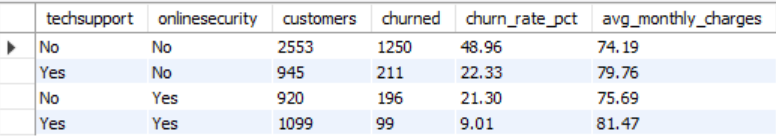 techsupport onlinesecurity customers churned churn_rate_pct avg_monthly_charges
No No 2553 1250 48.96 74.19
Yes No 945 211 22.33 79.76
No Yes 920 196 21.30 75.69
Yes Yes 1099 99 9.01 81.47